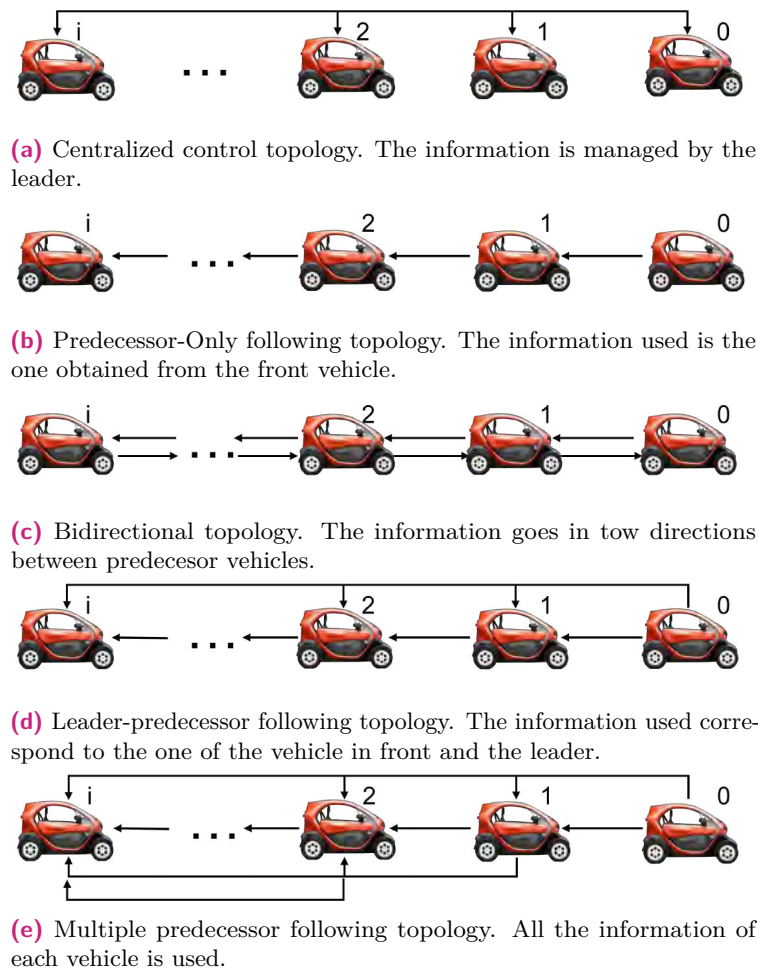 i 2 1 0
(a) Centralized control topology. The information is managed by the
leader.
i 2 1 0
(b) Predecessor-Only following topology. The information used is the
one obtained from the front vehicle.
i 2 1 0
(c) Bidirectional topology. The information goes in tow directions
between predecesor vehicles.
i 2 1 0
(d) Leader-predecessor following topology. The information used corre-
spond to the one of the vehicle in front and the leader.
i 2 1 0
(e) Multiple predecessor following topology. All the information of
each vehicle is used.